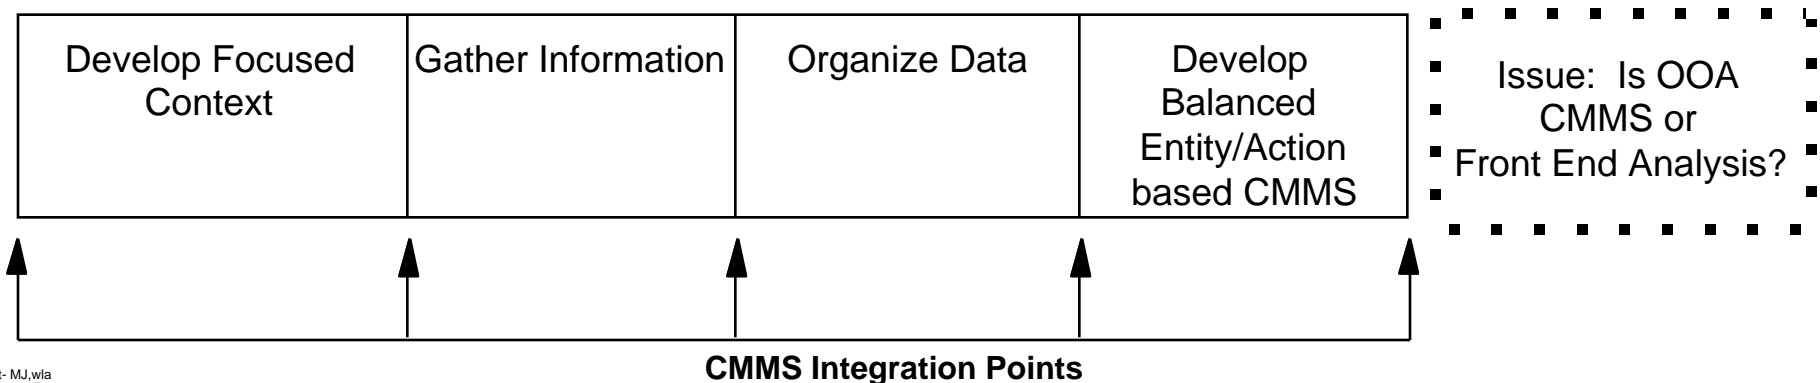 Develop Focused
Context
Gather Information
Organize Data
Develop
Balanced
Entity/Action
based CMMS
Issue: Is OOA
CMMS or
Front End Analysis?
CMMS Integration Points
t- MJ,wla